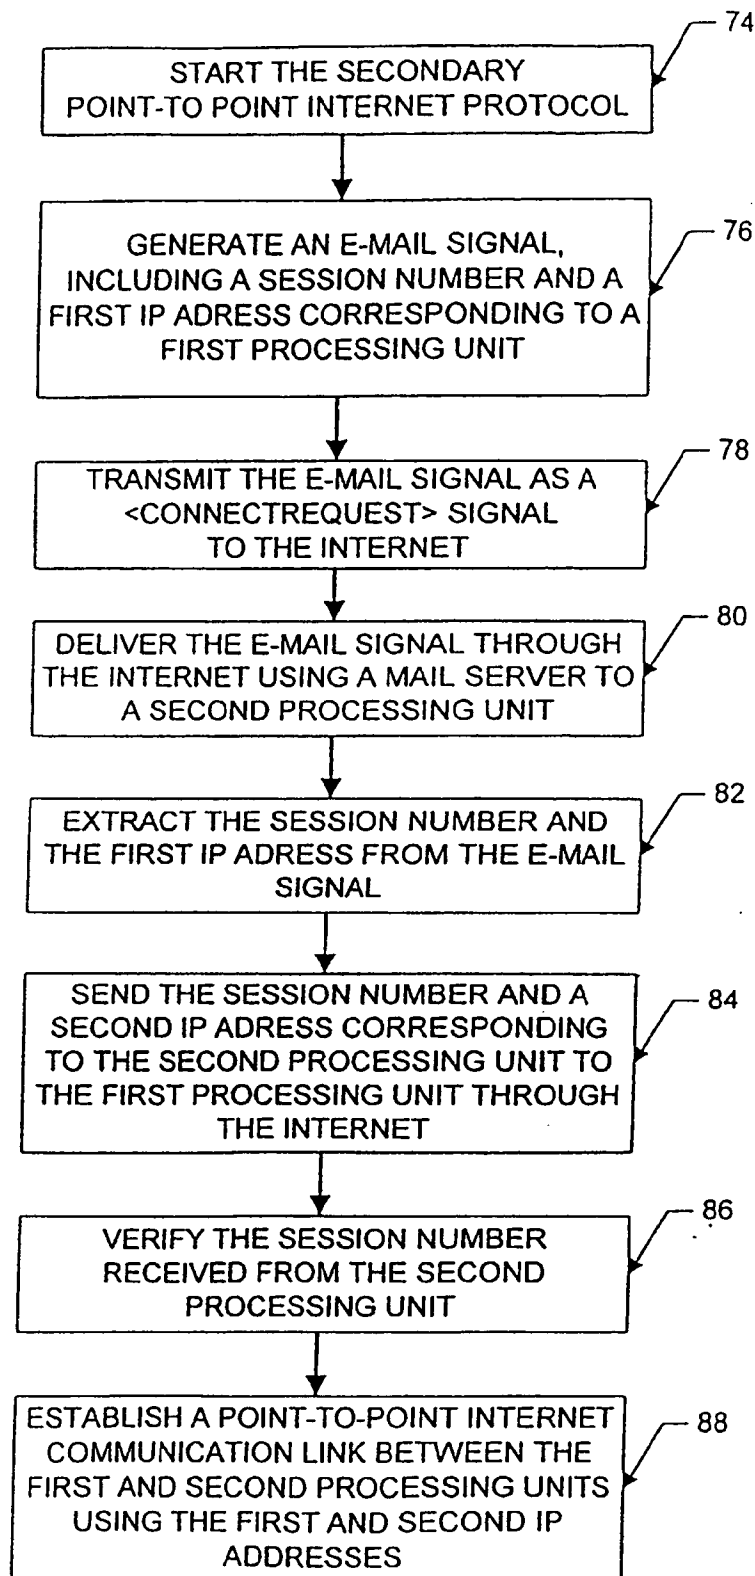 74
START THE SECONDARY
POINT-TO POINT INTERNET PROTOCOL
76
GENERATE AN E-MAIL SIGNAL,
INCLUDING A SESSION NUMBER AND A
FIRST IP ADRESS CORRESPONDING TO A
FIRST PROCESSING UNIT
78
TRANSMIT THE E-MAIL SIGNAL AS A
<CONNECTREQUEST> SIGNAL
TO THE INTERNET
80
DELIVER THE E-MAIL SIGNAL THROUGH
THE INTERNET USING A MAIL SERVER TO
A SECOND PROCESSING UNIT
82
EXTRACT THE SESSION NUMBER AND
THE FIRST IP ADRESS FROM THE E-MAIL
SIGNAL
84
SEND THE SESSION NUMBER AND A
SECOND IP ADRESS CORRESPONDING
TO THE SECOND PROCESSING UNIT TO
THE FIRST PROCESSING UNIT THROUGH
THE INTERNET
86
VERIFY THE SESSION NUMBER
RECEIVED FROM THE SECOND
PROCESSING UNIT
88
ESTABLISH A POINT-TO-POINT INTERNET
COMMUNICATION LINK BETWEEN THE
FIRST AND SECOND PROCESSING UNITS
USING THE FIRST AND SECOND IP
ADDRESSES